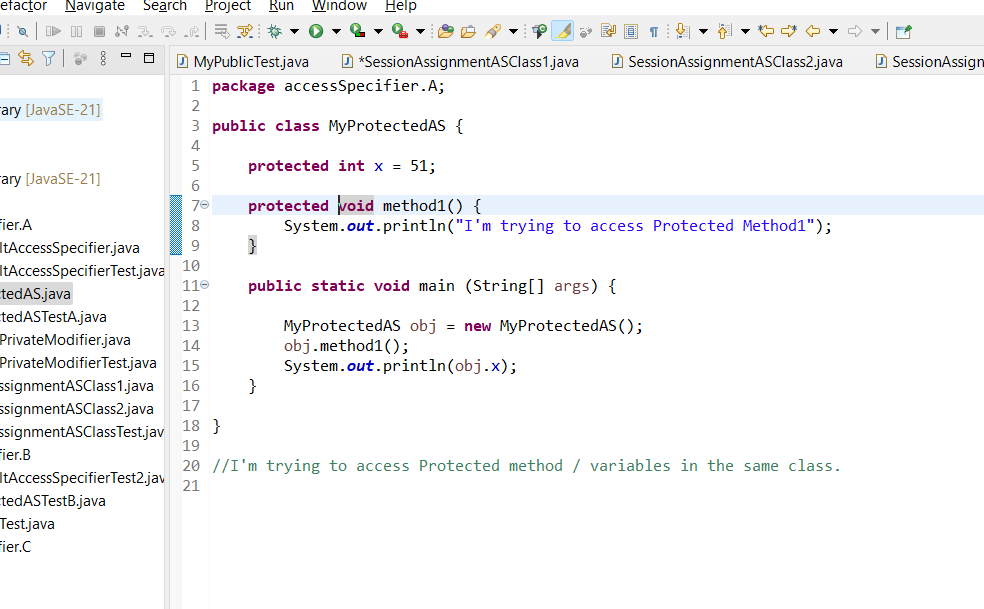 efactor Navigate Search Project Run Window Help
MyPublicTest.java *SessionAssignmentASClass1.java SessionAssignmentASClass2.java SessionAssign
rary [JavaSE-21]
rary [JavaSE-21]
fier.A
ltAccessSpecifier.java
ltAccessSpecifierTest.java
tedAS.java
tedASTestA.java
PrivateModifier.java
PrivateModifierTest.java
ssignmentASClass1.java
ssignmentASClass2.java
ssignmentASClassTest.jav
fier.B
ltAccessSpecifierTest2.jav
tedASTestB.java
Test.java
fier.C
1 package accessSpecifier.A;
2
3 public class MyProtectedAS {
4
5 protected int x = 51;
6
7 protected void method1() {
8 System.out.println("I'm trying to access Protected Method1");
9 }
10
11 public static void main (String[] args) {
12
13 MyProtectedAS obj = new MyProtectedAS();
14 obj.method1();
15 System.out.println(obj.x);
16 }
17
18 }
19
20 //I'm trying to access Protected method / variables in the same class.
21